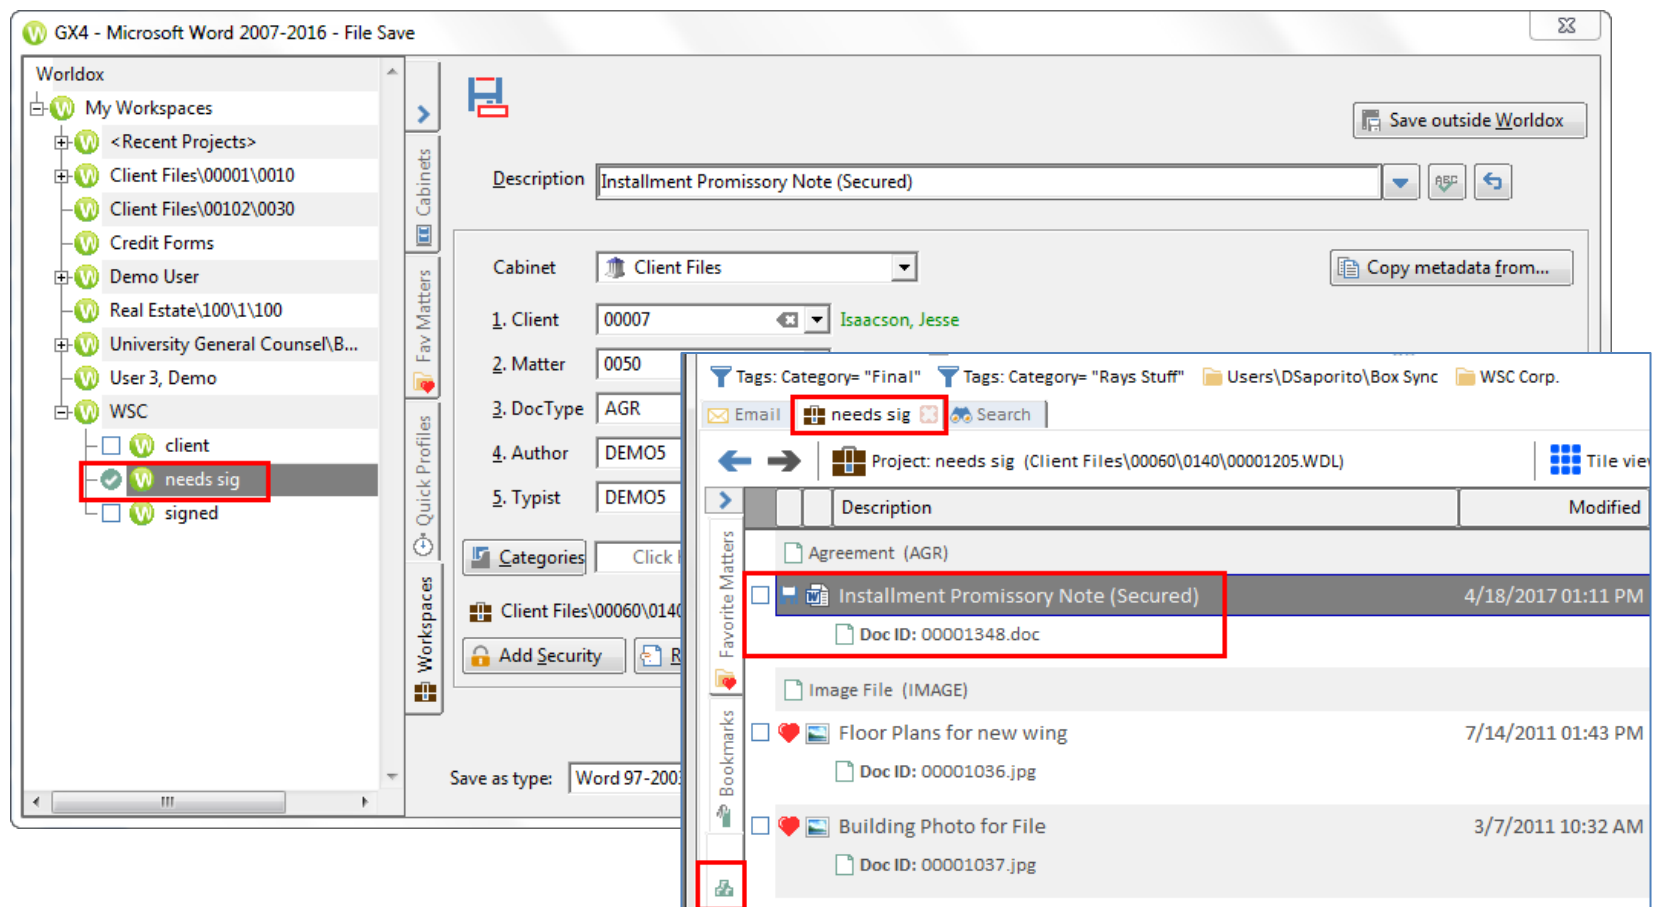 GX4 - Microsoft Word 2007-2016 - File Save
Worldox
My Workspaces
<Recent Projects>
Client Files\00001\0010
Client Files\00102\0030
Credit Forms
Demo User
Real Estate\100\1\100
University General Counsel\B...
User 3, Demo
WSC
client
needs sig
signed
Cabinets
Fav Matters
Quick Profiles
Workspaces
Save outside Worldox
Description
Installment Promissory Note (Secured)
ABC
Cabinet
Client Files
Copy metadata from...
1. Client
00007
Isaacson, Jesse
2. Matter
0050
3. DocType
AGR
4. Author
DEMO5
5. Typist
DEMO5
Categories
Click
Client Files\00060\0140
Add Security
R
Save as type:
Word 97-2003
Tags: Category= "Final"
Tags: Category= "Rays Stuff"
Users\DSaporito\Box Sync
WSC Corp.
Email
needs sig
Search
Project: needs sig (Client Files\00060\0140\00001205.WDL)
Tile vie
Favorite Matters
Bookmarks
Description
Modified
Agreement (AGR)
Installment Promissory Note (Secured)
4/18/2017 01:11 PM
Doc ID: 00001348.doc
Image File (IMAGE)
Floor Plans for new wing
7/14/2011 01:43 PM
Doc ID: 00001036.jpg
Building Photo for File
3/7/2011 10:32 AM
Doc ID: 00001037.jpg